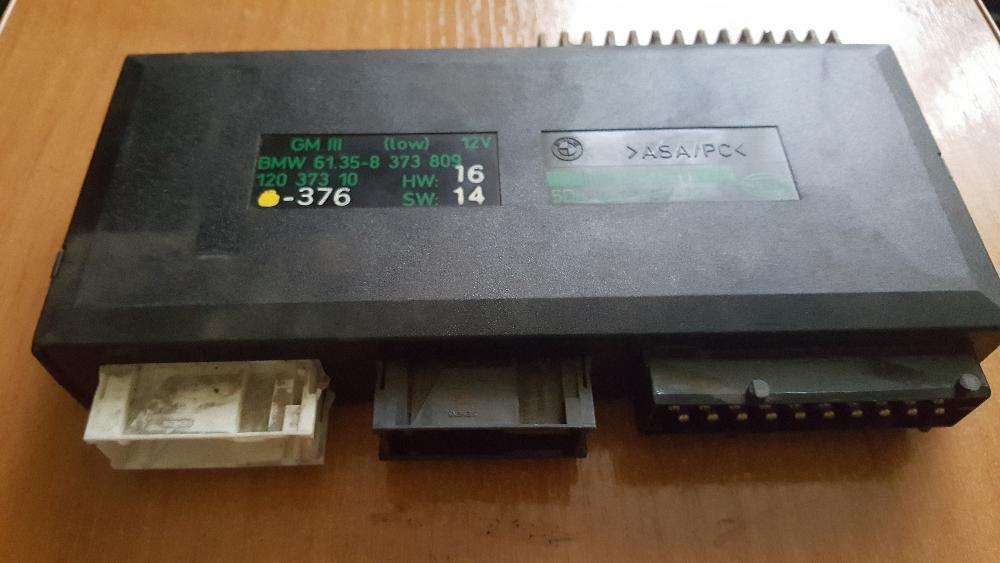 GM III (low) 12V
BMW 61.35-8 373 809
120 373 10 HW: 16
-376 SW: 14
>ASA/PC<